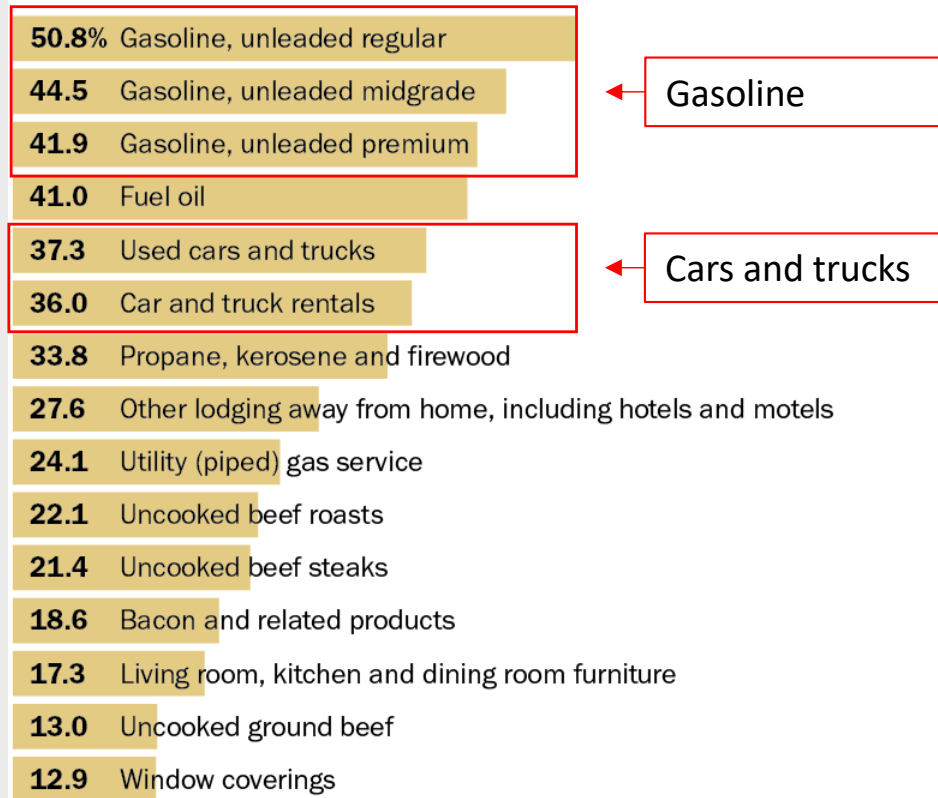 50.8% Gasoline, unleaded regular
44.5 Gasoline, unleaded midgrade
Gasoline
41.9 Gasoline, unleaded premium
41.0 Fuel oil
37.3 Used cars and trucks
Cars and trucks
36.0 Car and truck rentals
33.8 Propane, kerosene and firewood
27.6 Other lodging away from home, including hotels and motels
24.1 Utility (piped) gas service
22.1 Uncooked beef roasts
21.4 Uncooked beef steaks
18.6 Bacon and related products
17.3 Living room, kitchen and dining room furniture
13.0 Uncooked ground beef
12.9 Window coverings